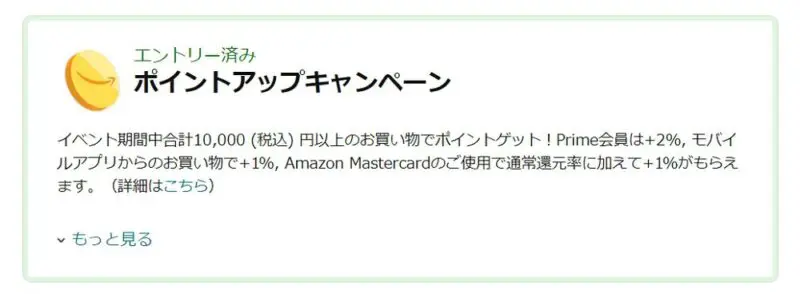 エントリー済み
ポイントアップキャンペーン
イベント期間中合計10,000 (税込) 円以上のお買い物でポイントゲット！Prime会員は+2%, モバイ
ルアプリからのお買い物で+1%, Amazon Mastercardのご使用で通常還元率に加えて+1%がもらえ
ます。（詳細はこちら）
もっと見る